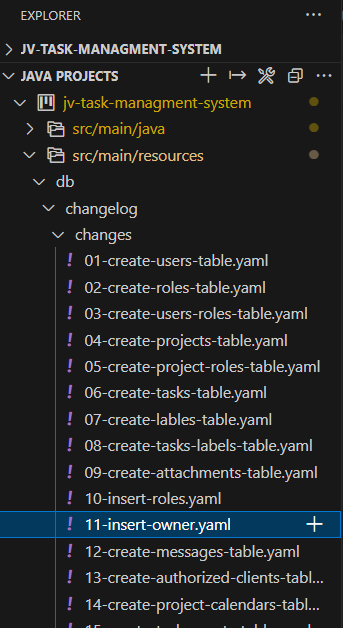 EXPLORER
JV-TASK-MANAGMENT-SYSTEM
JAVA PROJECTS
jv-task-managment-system
src/main/java
src/main/resources
db
changelog
changes
! 01-create-users-table.yaml
! 02-create-roles-table.yaml
! 03-create-users-roles-table.yaml
! 04-create-projects-table.yaml
! 05-create-project-roles-table.yaml
! 06-create-tasks-table.yaml
! 07-create-lables-table.yaml
! 08-create-tasks-labels-table.yaml
! 09-create-attachments-table.yaml
! 10-insert-roles.yaml
! 11-insert-owner.yaml
! 12-create-messages-table.yaml
! 13-create-authorized-clients-tabl...
! 14-create-project-calendars-tabl...